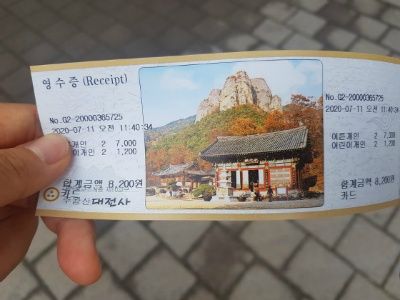 영수증(Receipt)
No.02-20000365725
2020-07-11 오전 11:40:34
개인 2 7,000
이개인 2 1,200
합계금액 8,200원
카드
대전사
No.02-20000365725
2020-07-11 오전 11:40
어른개인 2 7,000
어린이개인 2 1,200
합계금액 8,200원
카드